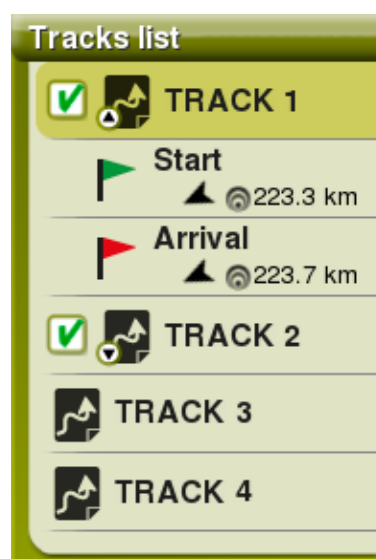 Tracks list
TRACK 1
Start
223.3 km
Arrival
223.7 km
TRACK 2
TRACK 3
TRACK 4